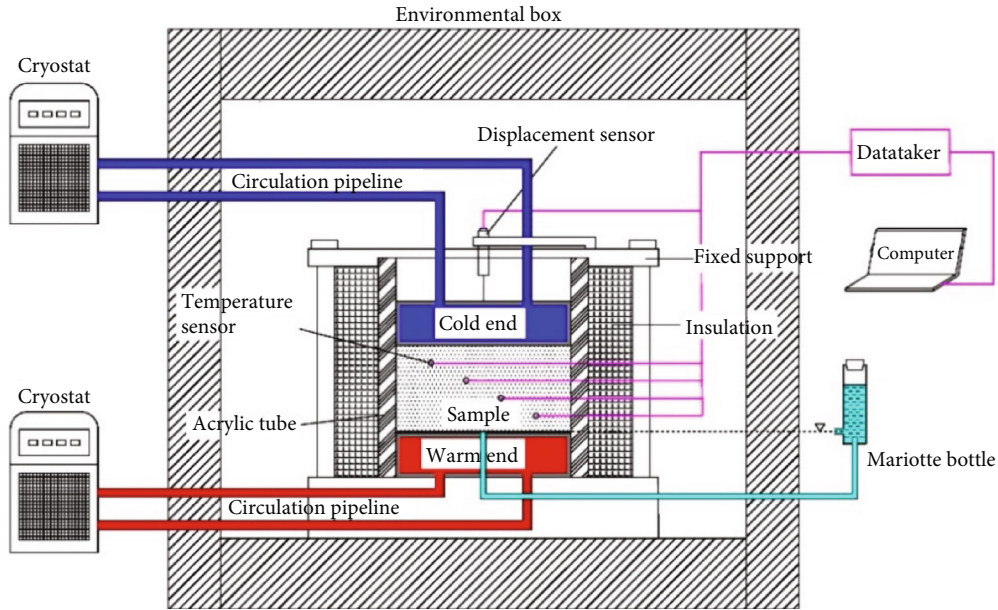 Environmental box
Cryostat
Displacement sensor
Datataker
Circulation pipeline
Fixed support
Computer
Temperature
sensor
Cold end
Insulation
Cryostat
Acrylic tube
Sample
Warm end
Mariotte bottle
Circulation pipeline